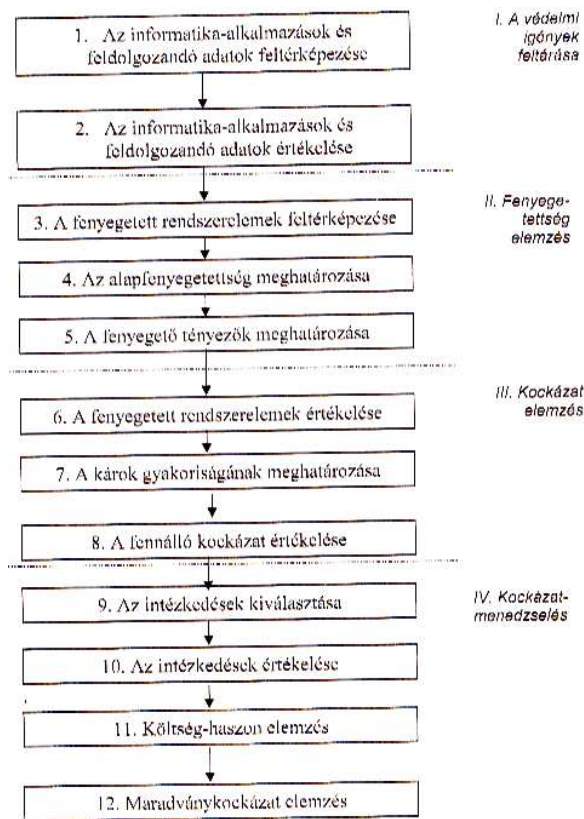 1. Az informatika-alkalmazások és
feldolgozandó adatok feltérképezése
I. A védelmi
igények
feltárása
2. Az informatika-alkalmazások és
feldolgozandó adatok értékelése
3. A fenyegetett rendszerelemek feltérképezése
II. Fenyege-
tettség
elemzés
4. Az alapfenyegetettség meghatározása
5. A fenyegető tényezők meghatározása
III. Kockázat
elemzés
6. A fenyegetett rendszerelemek értékelése
7. A károk gyakoriságának meghatározása
8. A fennálló kockázat értékelése
9. Az intézkedések kiválasztása
IV. Kockázat-
menedzselés
10. Az intézkedések értékelése
11. Költség-haszon elemzés
12. Maradványkockázat elemzés